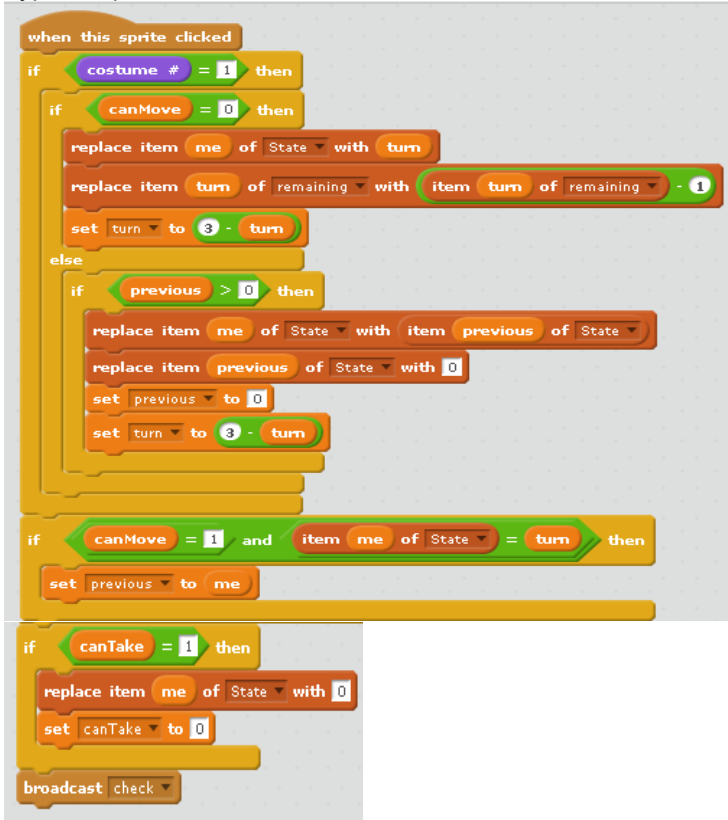 when this sprite clicked
if costume # = 1 then
if canMove = 0 then
replace item me of State with turn
replace item turn of remaining with item turn of remaining - 1
set turn to 3 - turn
else
if previous > 0 then
replace item me of State with item previous of State
replace item previous of State with 0
set previous to 0
set turn to 3 - turn
if canMove = 1 and item me of State = turn then
set previous to me
if canTake = 1 then
replace item me of State with 0
set canTake to 0
broadcast check